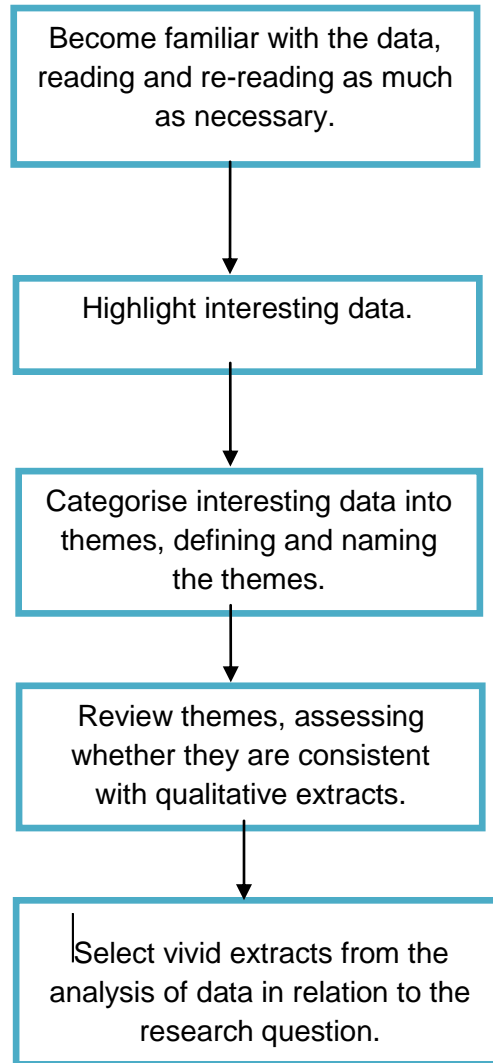 Become familiar with the data,
reading and re-reading as much
as necessary.
Highlight interesting data.
Categorise interesting data into
themes, defining and naming
the themes.
Review themes, assessing
whether they are consistent
with qualitative extracts.
Select vivid extracts from the
analysis of data in relation to the
research question.